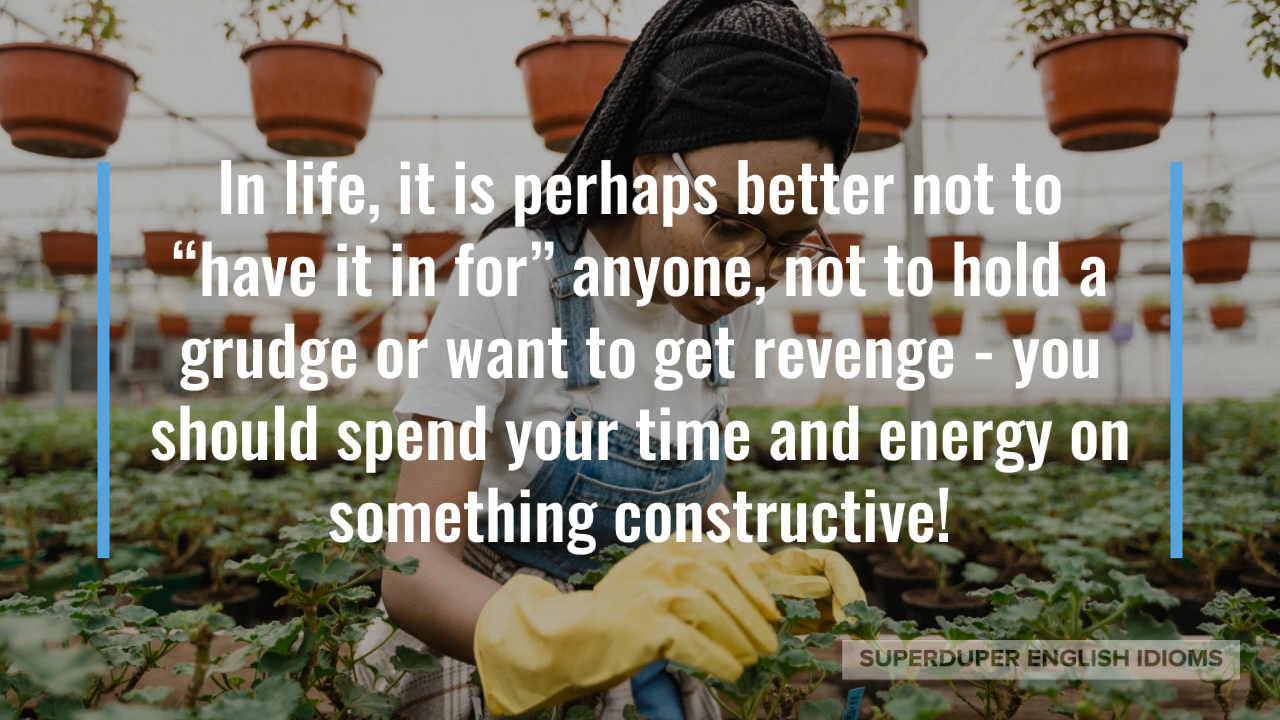 In life, it is perhaps better not to
“have it in for” anyone, not to hold a
grudge or want to get revenge - you
should spend your time and energy on
something constructive!
SUPERDUPER ENGLISH IDIOMS